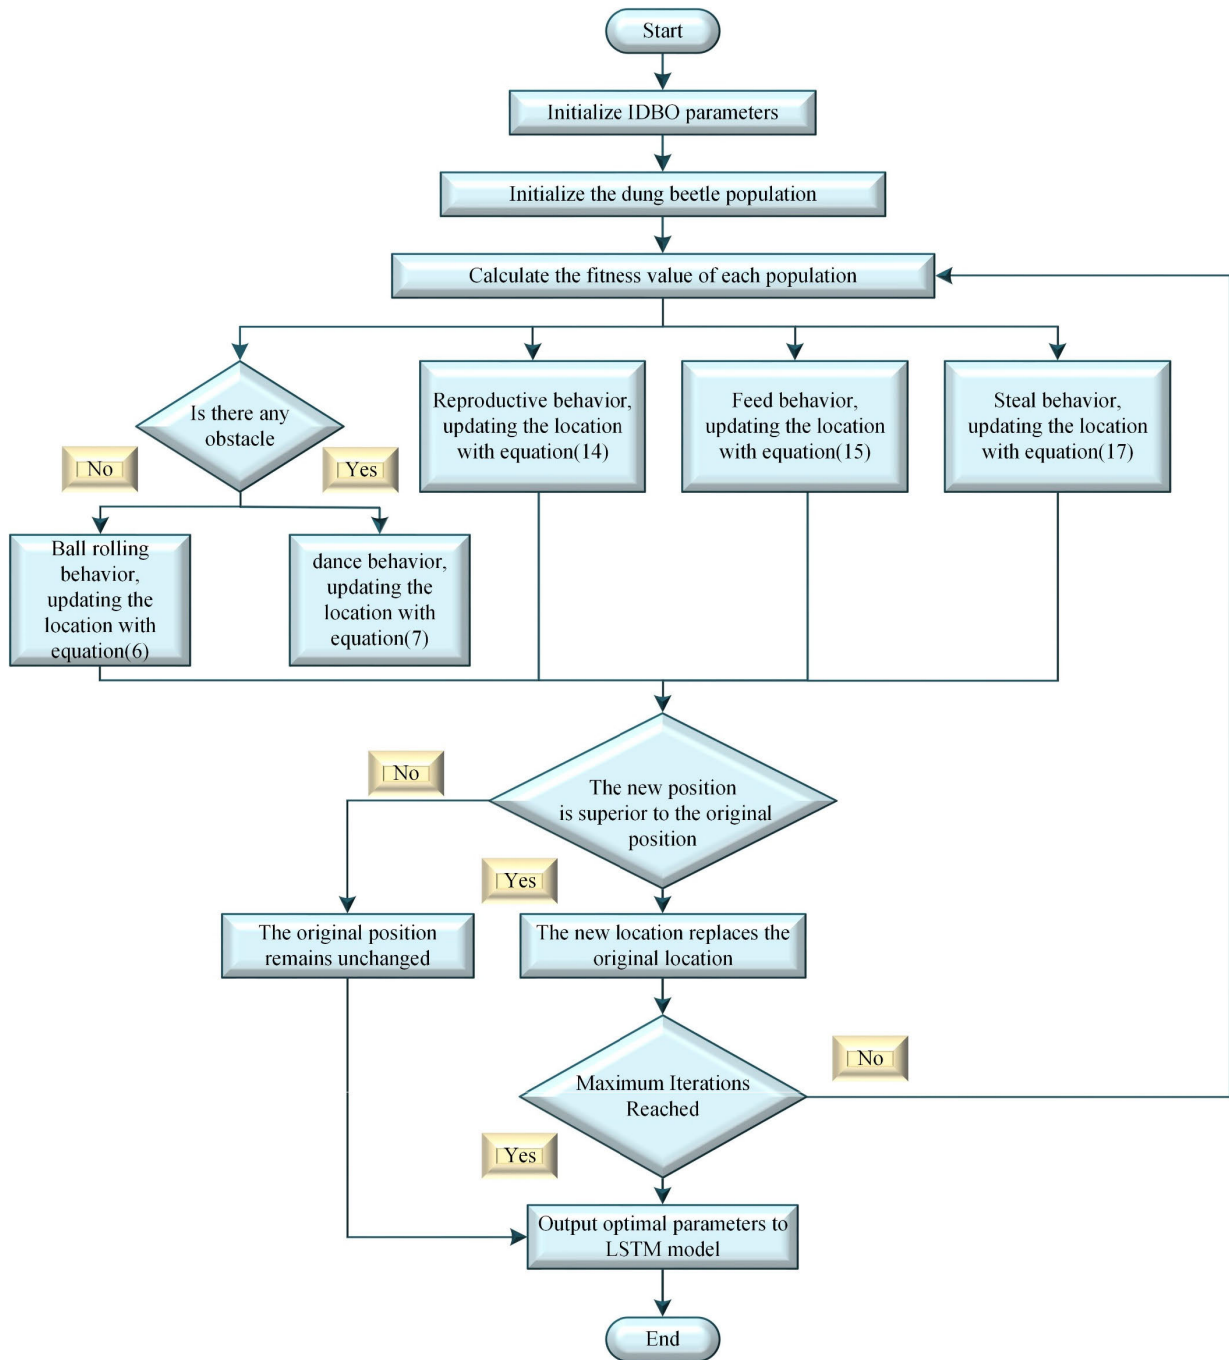 Start
Initialize IDBO parameters
Initialize the dung beetle population
Calculate the fitness value of each population
Is there any
obstacle
No
Yes
Reproductive behavior,
updating the location
with equation(14)
Feed behavior,
updating the location
with equation(15)
Steal behavior,
updating the location
with equation(17)
Ball rolling
behavior,
updating the
location with
equation(6)
dance behavior,
updating the
location with
equation(7)
The new position
is superior to the original
position
No
Yes
The original position
remains unchanged
The new location replaces the
original location
Maximum Iterations
Reached
No
Yes
Output optimal parameters to
LSTM model
End